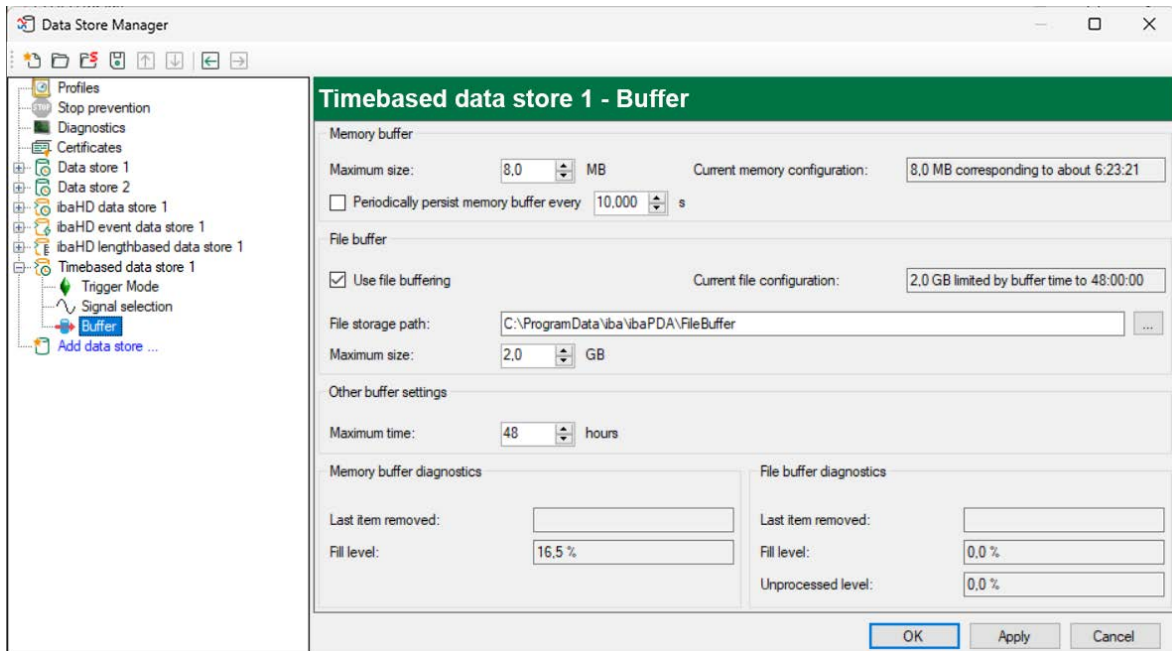 Data Store Manager
Profiles
STOP Stop prevention
Diagnostics
Certificates
Data store 1
Data store 2
ibaHD data store 1
ibaHD event data store 1
ibaHD lengthbased data store 1
Timebased data store 1
Trigger Mode
Signal selection
Buffer
Add data store ...
Timebased data store 1 - Buffer
Memory buffer
Maximum size: 8,0 MB Current memory configuration: 8,0 MB corresponding to about 6:23:21
Periodically persist memory buffer every 10,000 s
File buffer
Use file buffering Current file configuration: 2,0 GB limited by buffer time to 48:00:00
File storage path: C:\ProgramData\iba\ibaPDA\FileBuffer ...
Maximum size: 2,0 GB
Other buffer settings
Maximum time: 48 hours
Memory buffer diagnostics File buffer diagnostics
Last item removed: Last item removed:
Fill level: 16,5 % Fill level: 0,0 %
Unprocessed level: 0,0 %
OK Apply Cancel